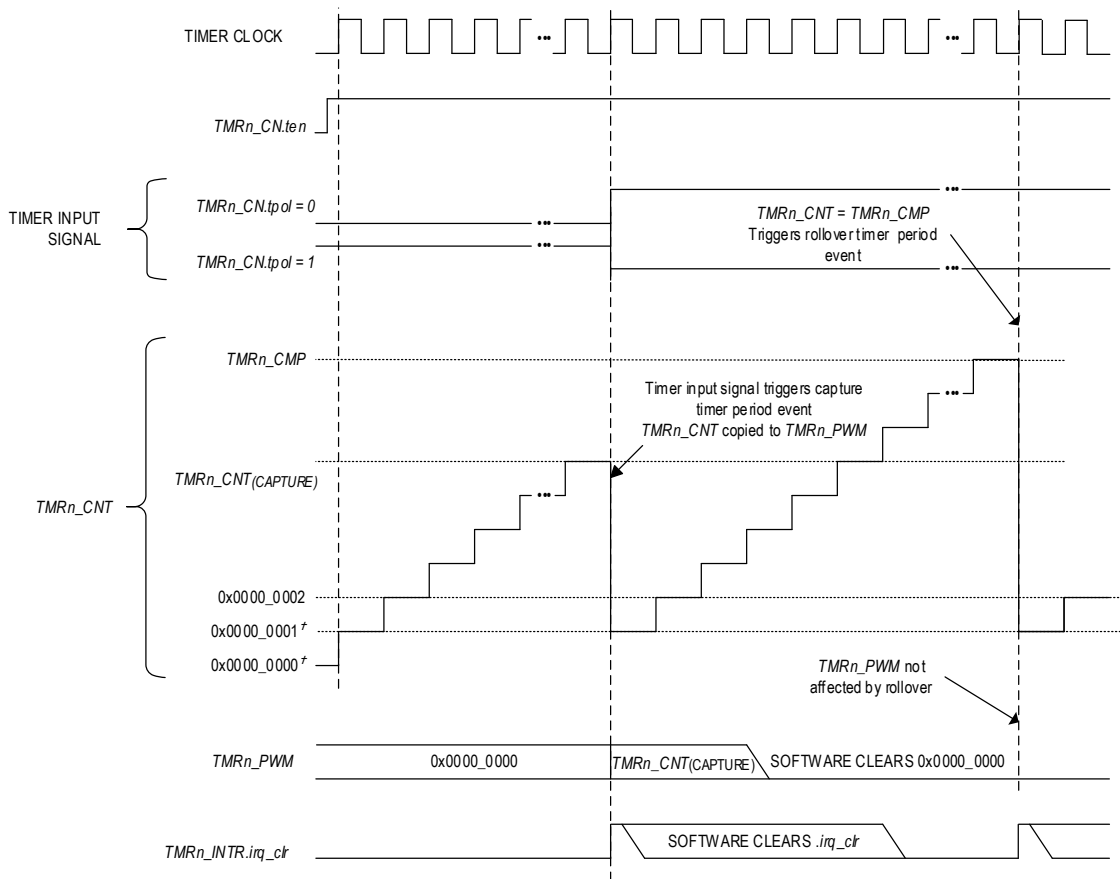 TIMER CLOCK
TMRn_CN.ten
TIMER INPUT
SIGNAL
TMRn_CN.tpol = 0
TMRn_CN.tpol = 1
TMRn_CNT = TMRn_CMP
Triggers rollover timer period
event
TMRn_CMP
Timer input signal triggers capture
timer period event
TMRn_CNT copied to TMRn_PWM
TMRn_CNT(CAPTURE)
TMRn_CNT
0x0000_0002
0x0000_0001†
0x0000_0000†
TMRn_PWM not
affected by rollover
TMRn_PWM
0x0000_0000
TMRn_CNT(CAPTURE)
SOFTWARE CLEARS 0x0000_0000
TMRn_INTR.irq_clr
SOFTWARE CLEARS .irq_clr